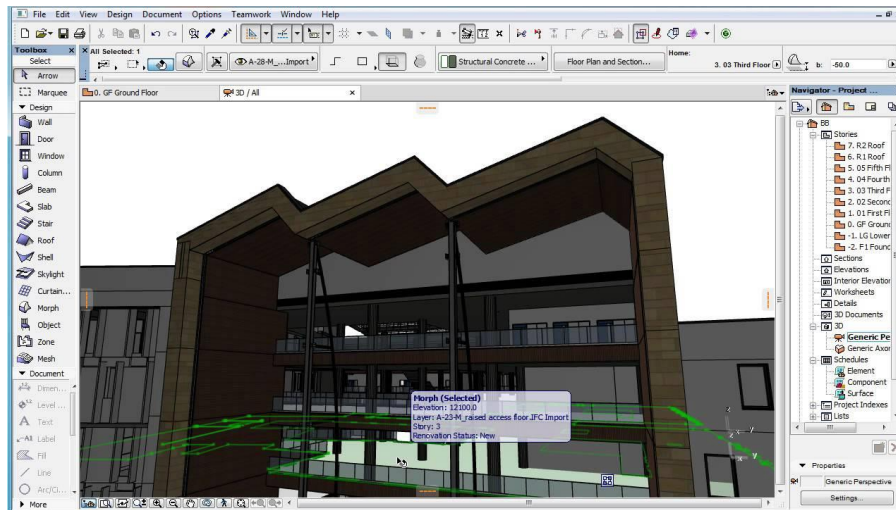 File Edit View Design Document Options Teamwork Window Help
Toolbox
Select
Arrow
Marquee
Design
Wall
Door
Window
Column
Beam
Slab
Stair
Roof
Shell
Skylight
Curtain...
Morph
Object
Zone
Mesh
Document
Dimen...
Level ...
A Text
A1 Label
Fill
Line
Arc/Ci...
More
All Selected: 1
A-28-M_...Import
Structural Concrete ...
Floor Plan and Section...
Home:
3. 03 Third Floor
b: -50.0
0. GF Ground Floor
3D / All
Morph (Selected)
Elevation: 12100.0
Layer: A-23-M_raised access floor.IFC Import
Story: 3
Renovation Status: New
Navigator - Project ...
BB
Stories
7. R2 Roof
6. R1 Roof
5. 05 Fifth Fl
4. 04 Fourth
3. 03 Third F
2. 02 Second
1. 01 First Fl
0. GF Ground
-1. LG Lower
-2. F1 Found
Sections
Elevations
Interior Elevation
Worksheets
Details
3D Documents
3D
Generic Pe
Generic Axor
Schedules
Element
Component
Surface
Project Indexes
Lists
Properties
Generic Perspective
Settings...